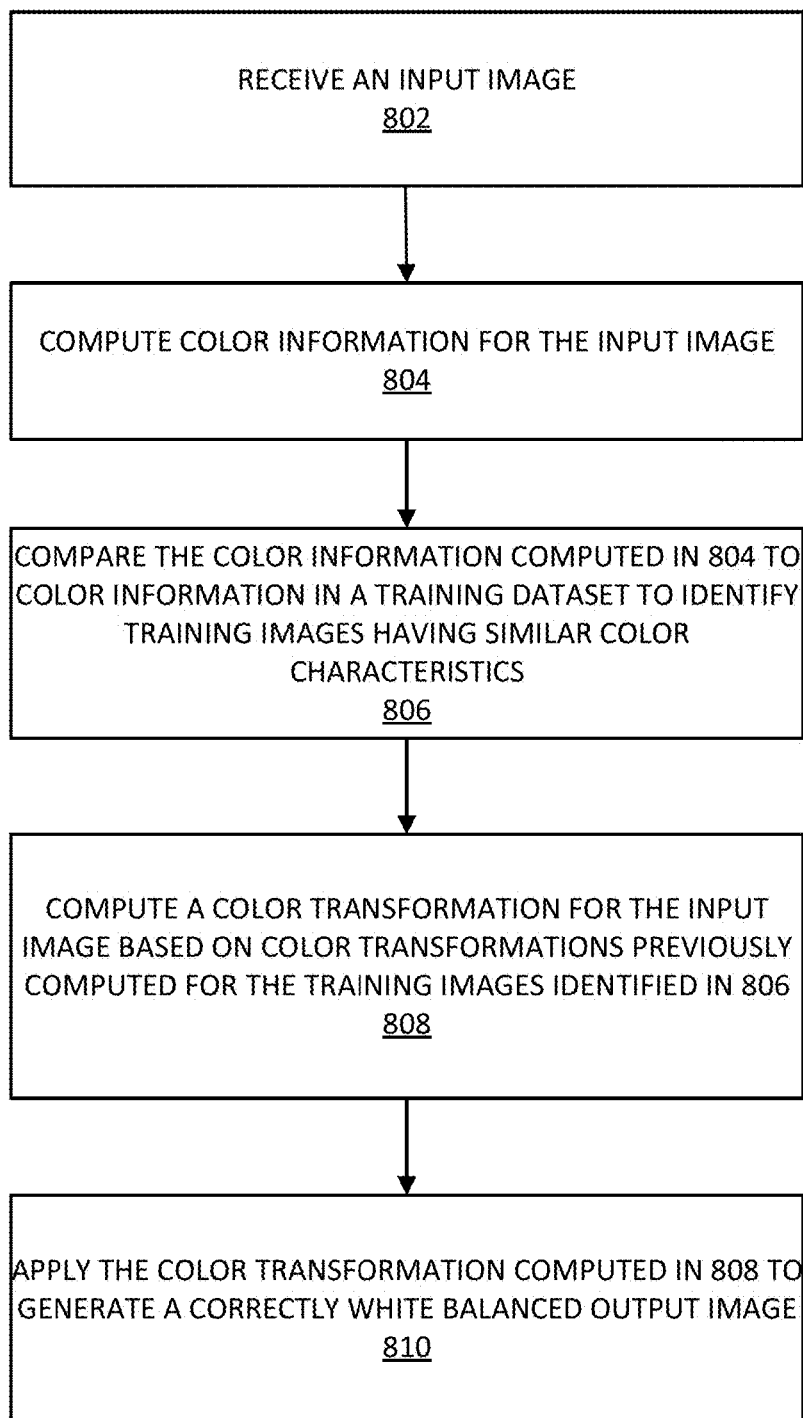 RECEIVE AN INPUT IMAGE
802
COMPUTE COLOR INFORMATION FOR THE INPUT IMAGE
804
COMPARE THE COLOR INFORMATION COMPUTED IN 804 TO
COLOR INFORMATION IN A TRAINING DATASET TO IDENTIFY
TRAINING IMAGES HAVING SIMILAR COLOR
CHARACTERISTICS
806
COMPUTE A COLOR TRANSFORMATION FOR THE INPUT
IMAGE BASED ON COLOR TRANSFORMATIONS PREVIOUSLY
COMPUTED FOR THE TRAINING IMAGES IDENTIFIED IN 806
808
APPLY THE COLOR TRANSFORMATION COMPUTED IN 808 TO
GENERATE A CORRECTLY WHITE BALANCED OUTPUT IMAGE
810